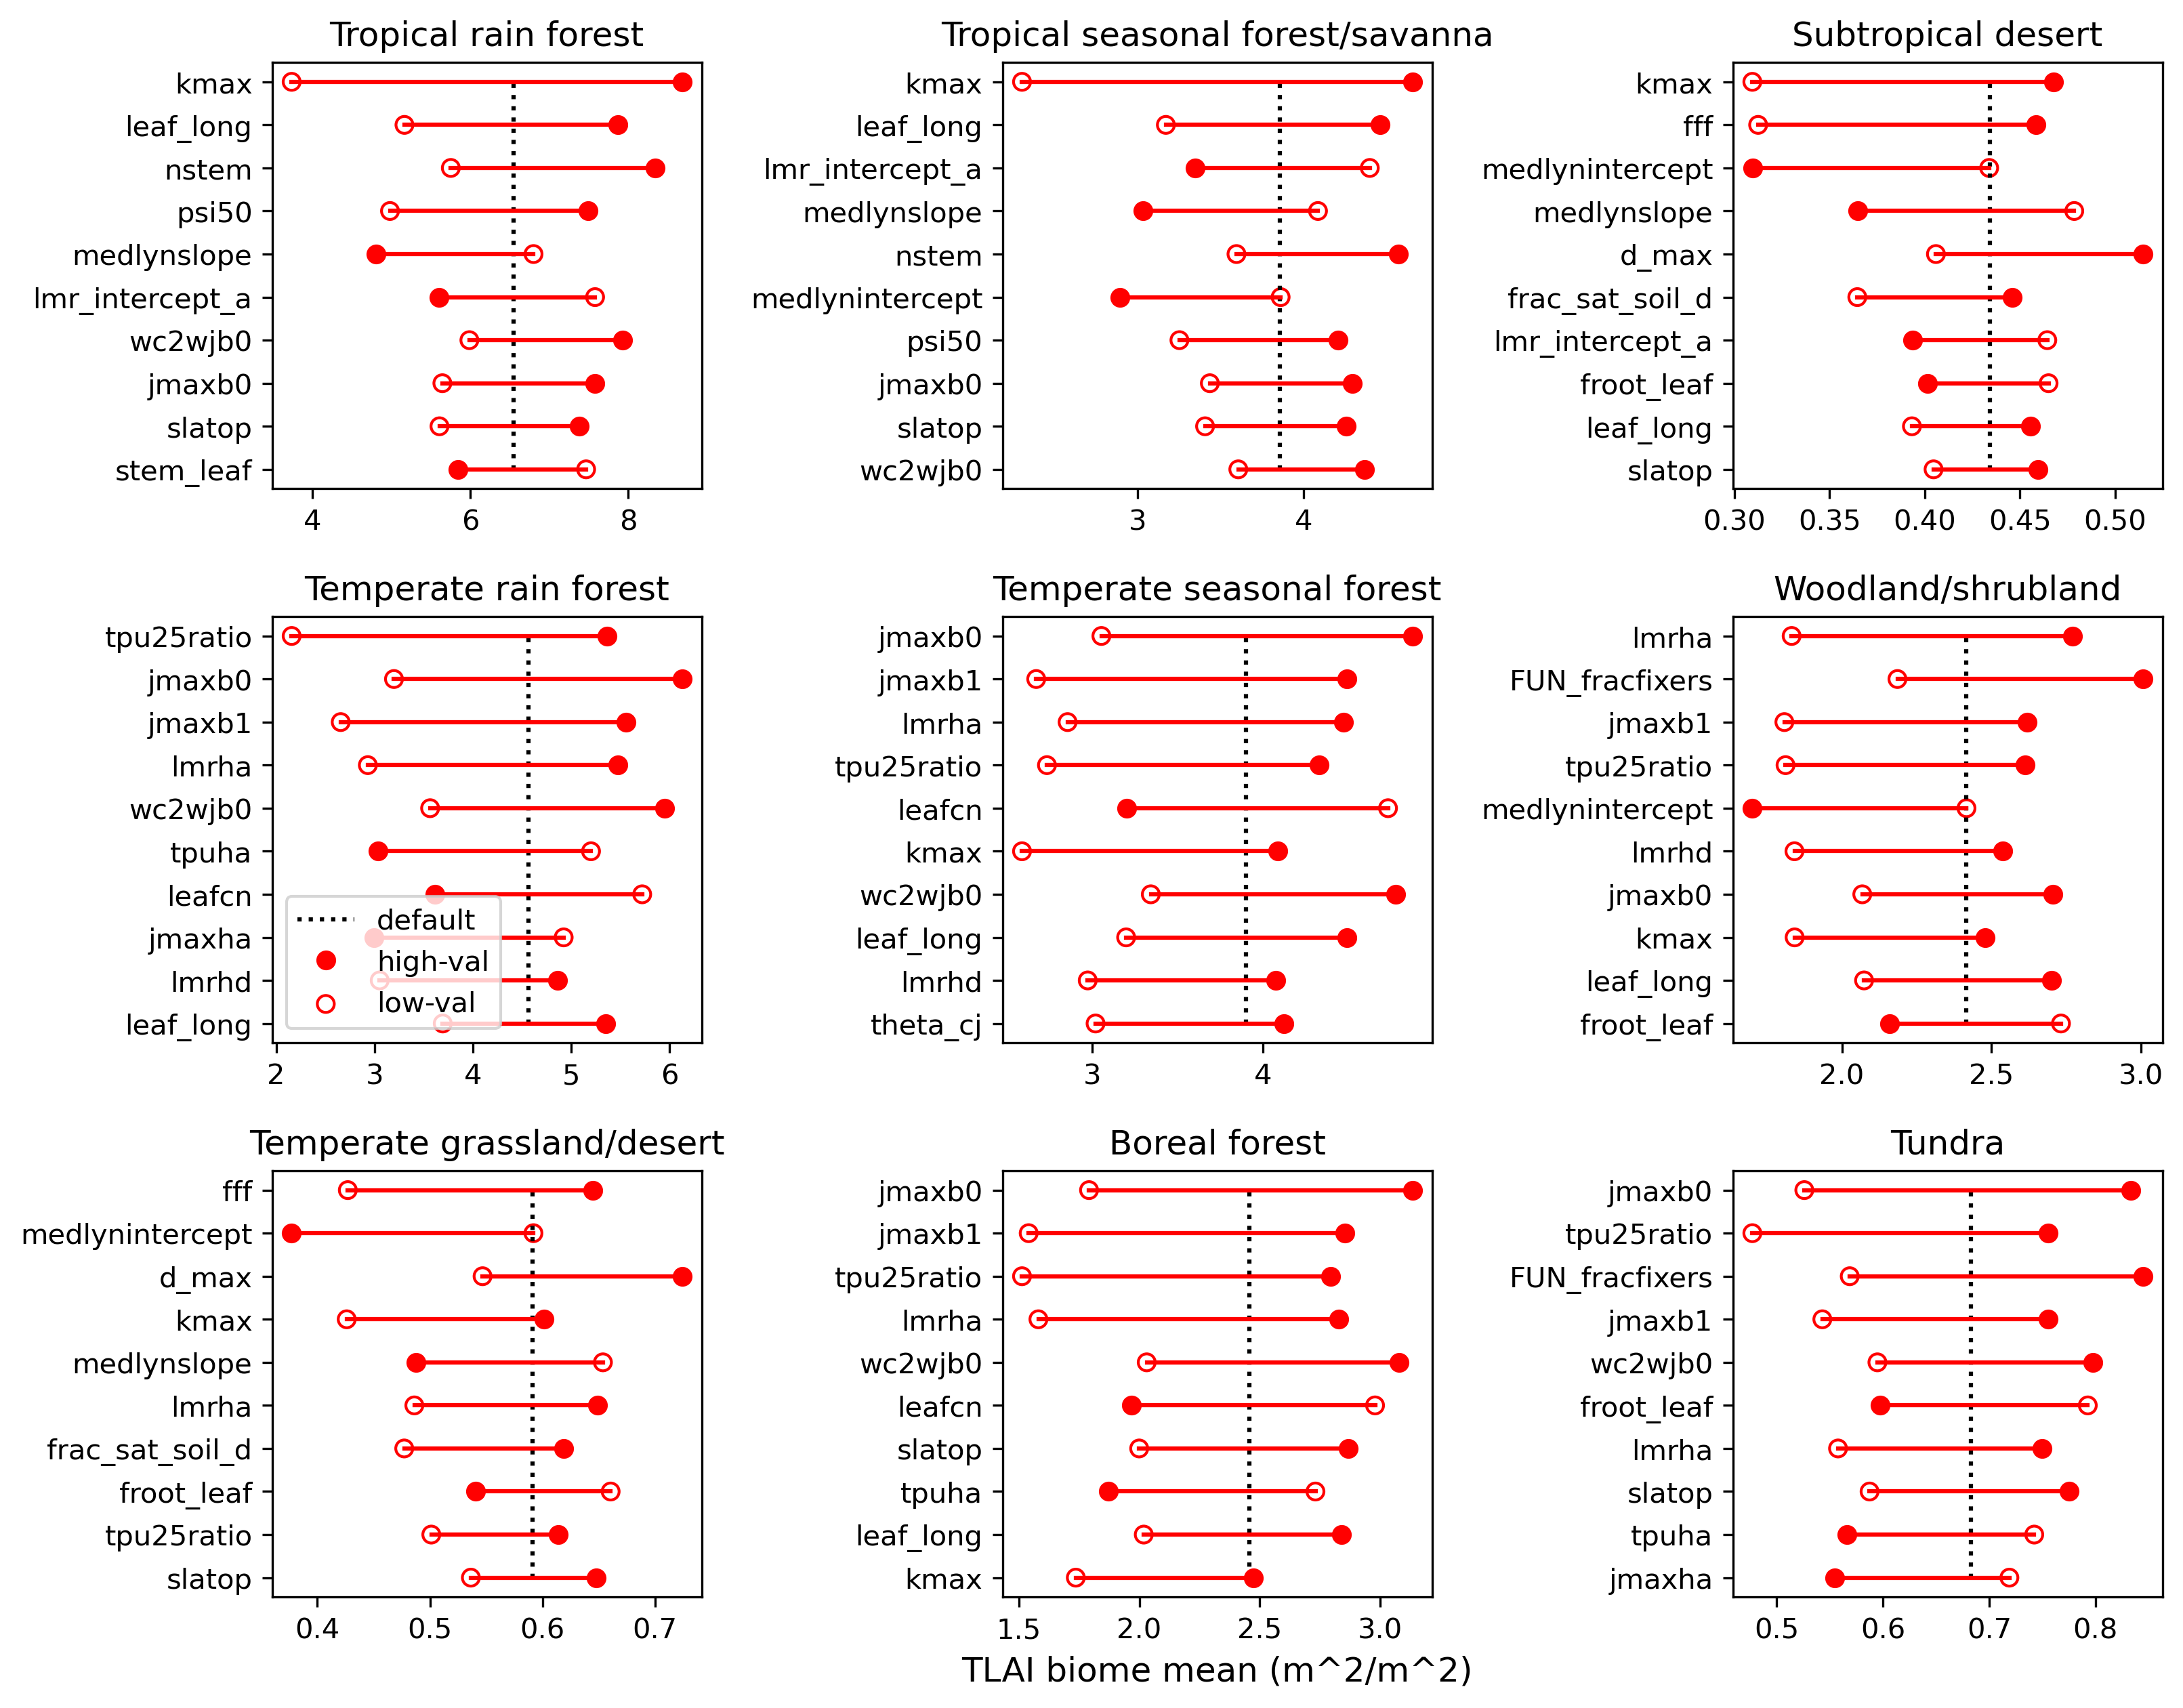 Tropical rain forest
kmax
leaf_long
nstem
psi50
medlynslope
lmr_intercept_a
wc2wjb0
jmaxb0
slatop
stem_leaf
4 6 8
Tropical seasonal forest/savanna
kmax
leaf_long
lmr_intercept_a
medlynslope
nstem
medlynintercept
psi50
jmaxb0
slatop
wc2wjb0
3 4
Subtropical desert
kmax
fff
medlynintercept
medlynslope
d_max
frac_sat_soil_d
lmr_intercept_a
froot_leaf
leaf_long
slatop
0.30 0.35 0.40 0.45 0.50
Temperate rain forest
tpu25ratio
jmaxb0
jmaxb1
lmrha
wc2wjb0
tpuha
leafcn
jmaxha
lmrhd
leaf_long
default
high-val
low-val
2 3 4 5 6
Temperate seasonal forest
jmaxb0
jmaxb1
lmrha
tpu25ratio
leafcn
kmax
wc2wjb0
leaf_long
lmrhd
theta_cj
3 4
Woodland/shrubland
lmrha
FUN_fracfixers
jmaxb1
tpu25ratio
medlynintercept
lmrhd
jmaxb0
kmax
leaf_long
froot_leaf
2.0 2.5 3.0
Temperate grassland/desert
fff
medlynintercept
d_max
kmax
medlynslope
lmrha
frac_sat_soil_d
froot_leaf
tpu25ratio
slatop
0.4 0.5 0.6 0.7
Boreal forest
jmaxb0
jmaxb1
tpu25ratio
lmrha
wc2wjb0
leafcn
slatop
tpuha
leaf_long
kmax
1.5 2.0 2.5 3.0
TLAI biome mean (m^2/m^2)
Tundra
jmaxb0
tpu25ratio
FUN_fracfixers
jmaxb1
wc2wjb0
froot_leaf
lmrha
slatop
tpuha
jmaxha
0.5 0.6 0.7 0.8